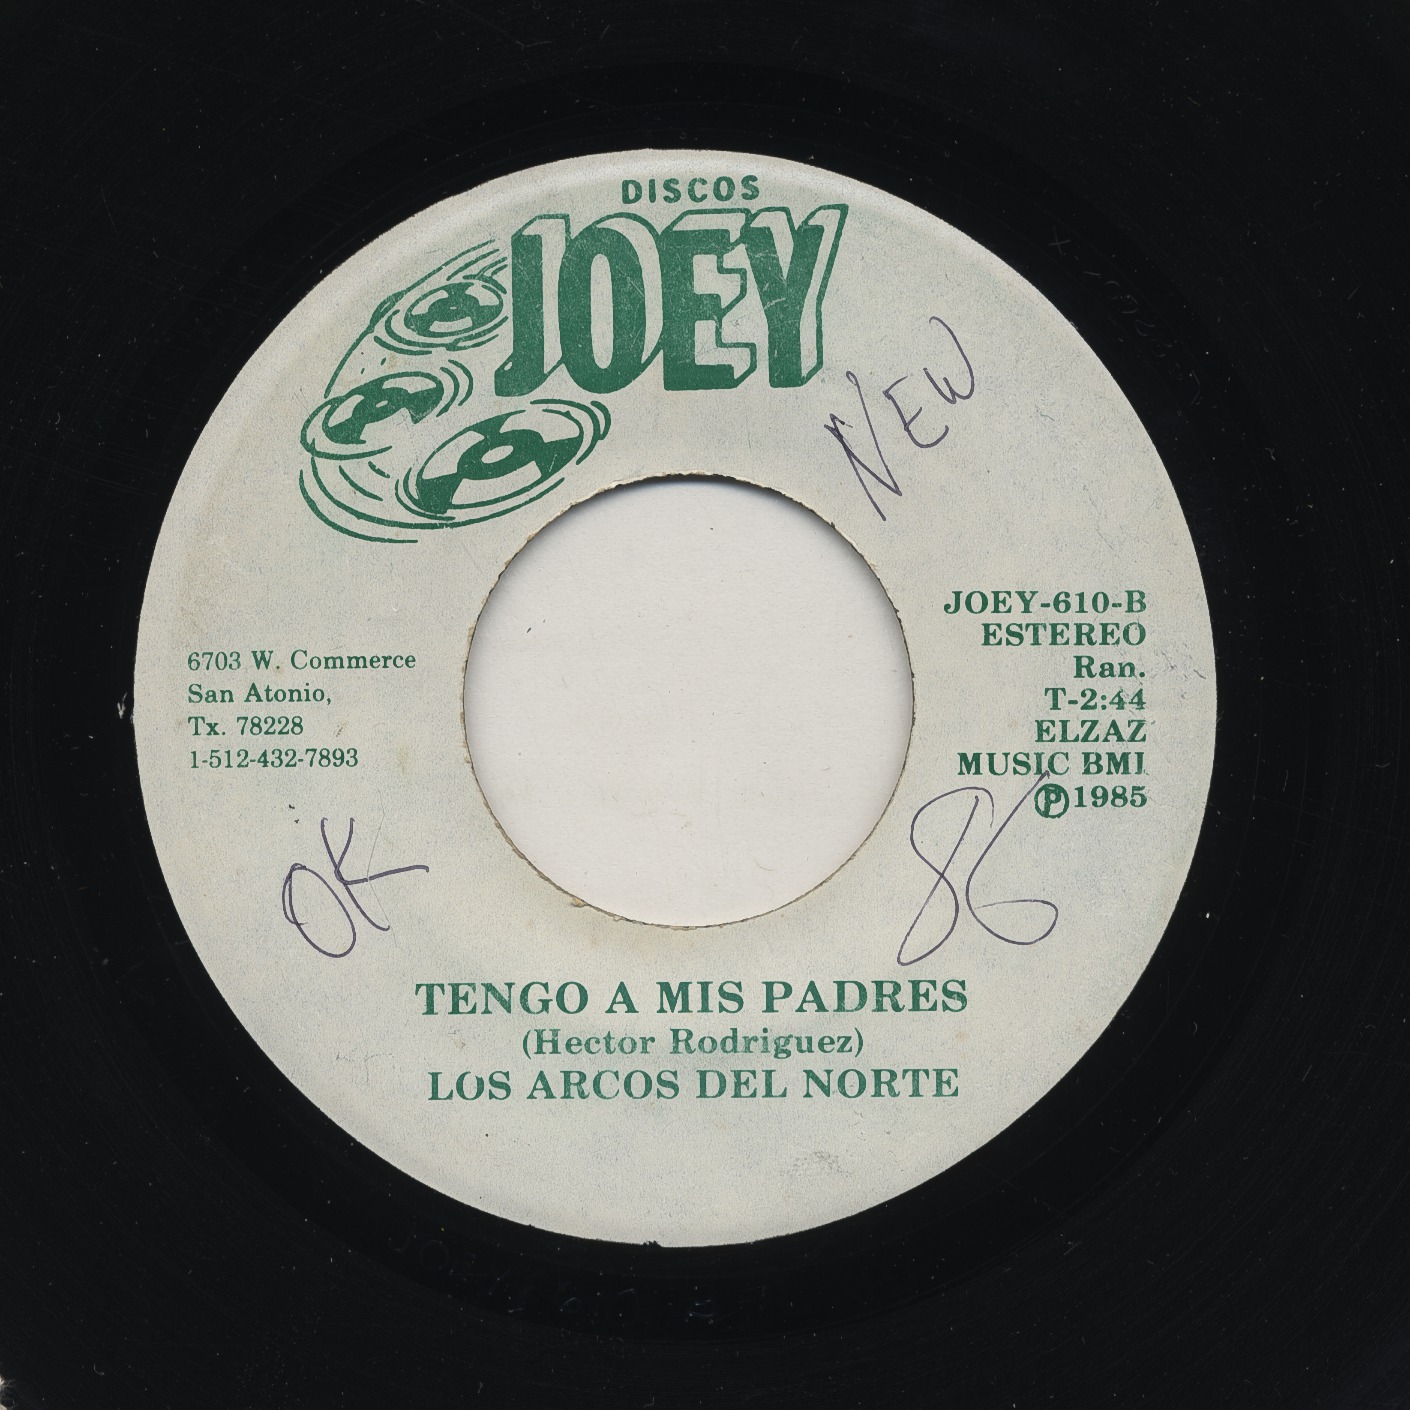 DISCOS
JOEY
NEW
JOEY-610-B
ESTEREO
Ran.
T-2:44
ELZAZ
MUSIC BMI
Ⓟ1985
6703 W. Commerce
San Atonio,
Tx. 78228
1-512-432-7893
OK
86
TENGO A MIS PADRES
(Hector Rodriguez)
LOS ARCOS DEL NORTE